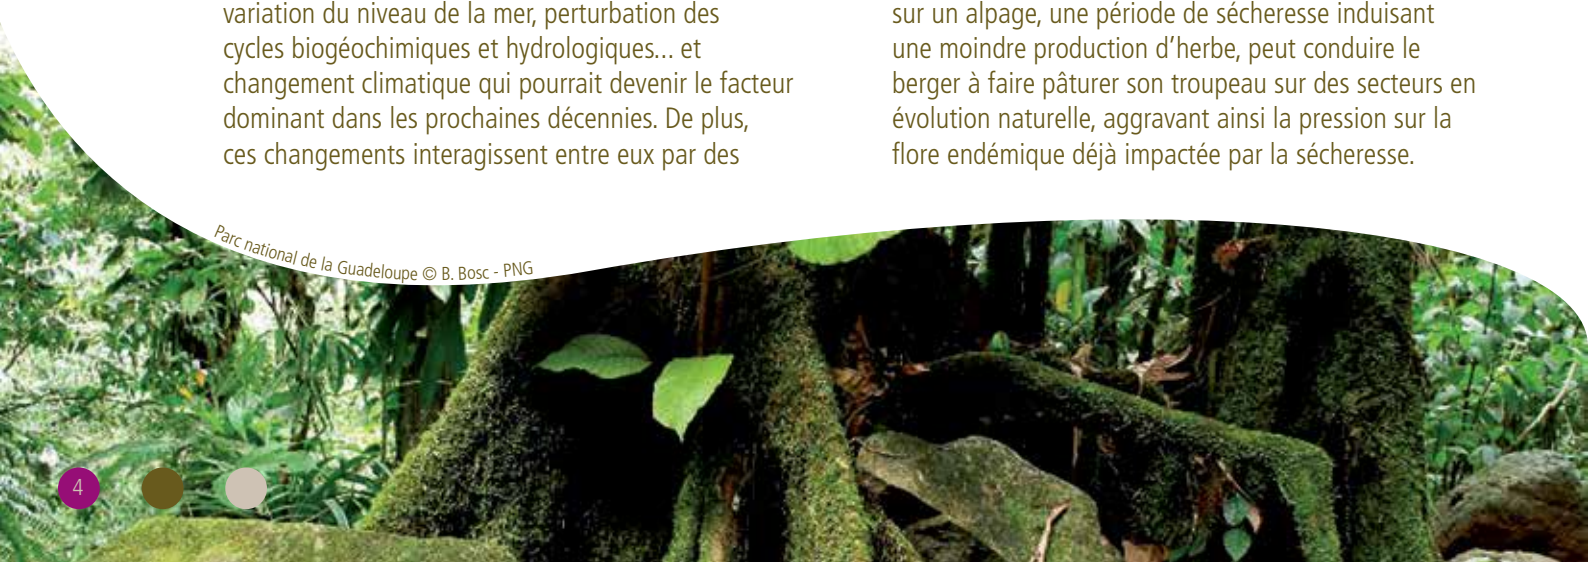 variation du niveau de la mer, perturbation des
cycles biogéochimiques et hydrologiques... et
changement climatique qui pourrait devenir le facteur
dominant dans les prochaines décennies. De plus,
ces changements interagissent entre eux par des
sur un alpage, une période de sécheresse induisant
une moindre production d’herbe, peut conduire le
berger à faire pâturer son troupeau sur des secteurs en
évolution naturelle, aggravant ainsi la pression sur la
flore endémique déjà impactée par la sécheresse.
Parc national de la Guadeloupe © B. Bosc - PNG
4